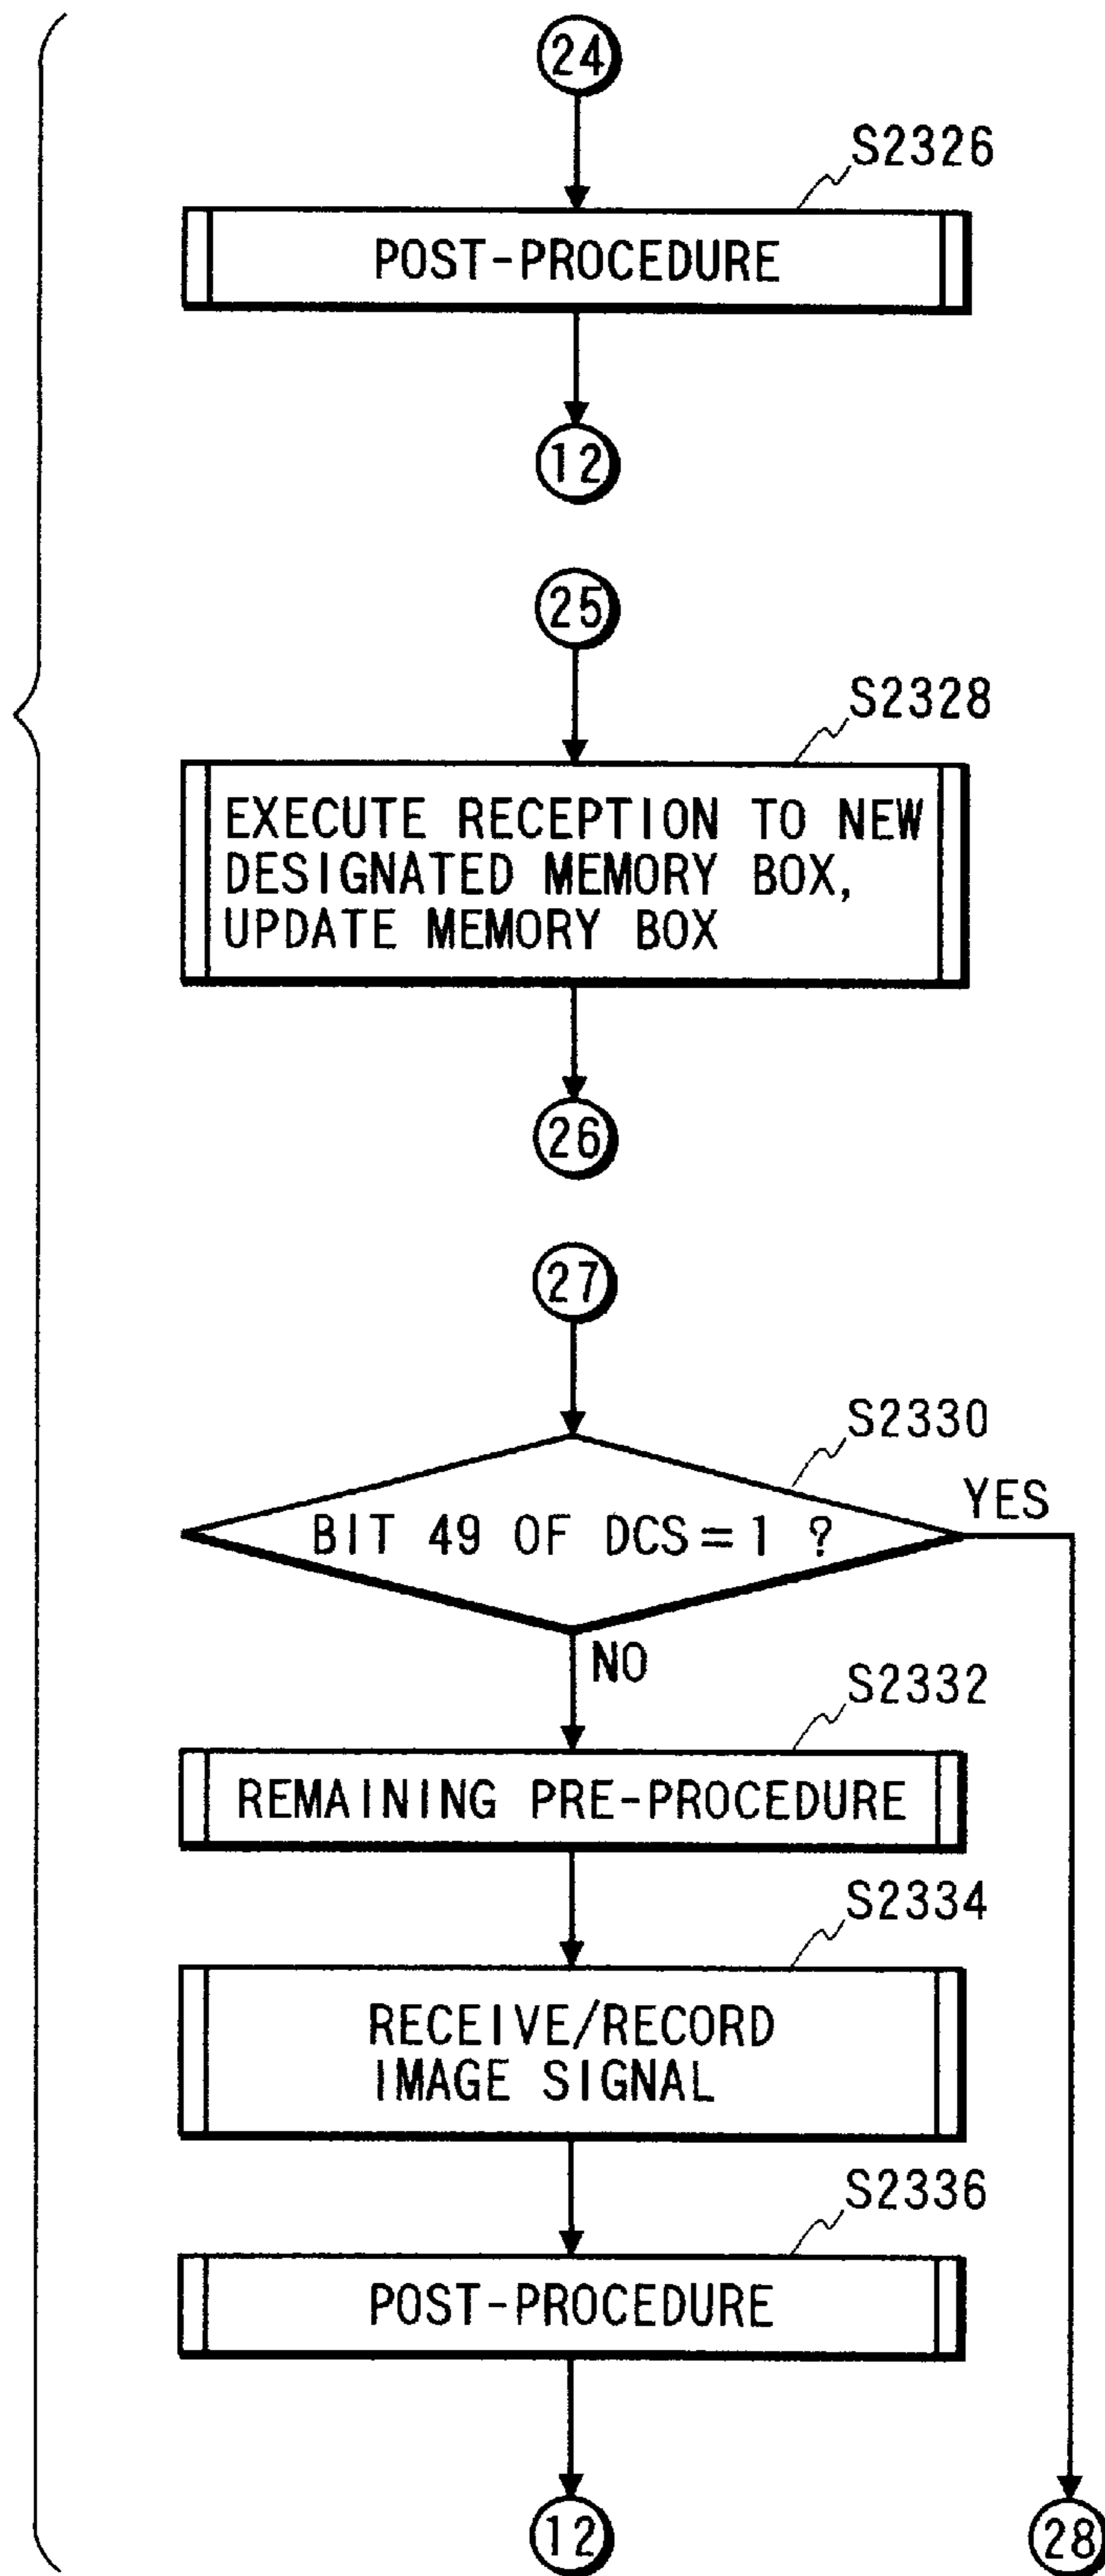 24
S2326
POST-PROCEDURE
12
25
S2328
EXECUTE RECEPTION TO NEW
DESIGNATED MEMORY BOX,
UPDATE MEMORY BOX
26
27
S2330
BIT 49 OF DCS=1 ?
YES
NO
S2332
REMAINING PRE-PROCEDURE
S2334
RECEIVE/RECORD
IMAGE SIGNAL
S2336
POST-PROCEDURE
12
28